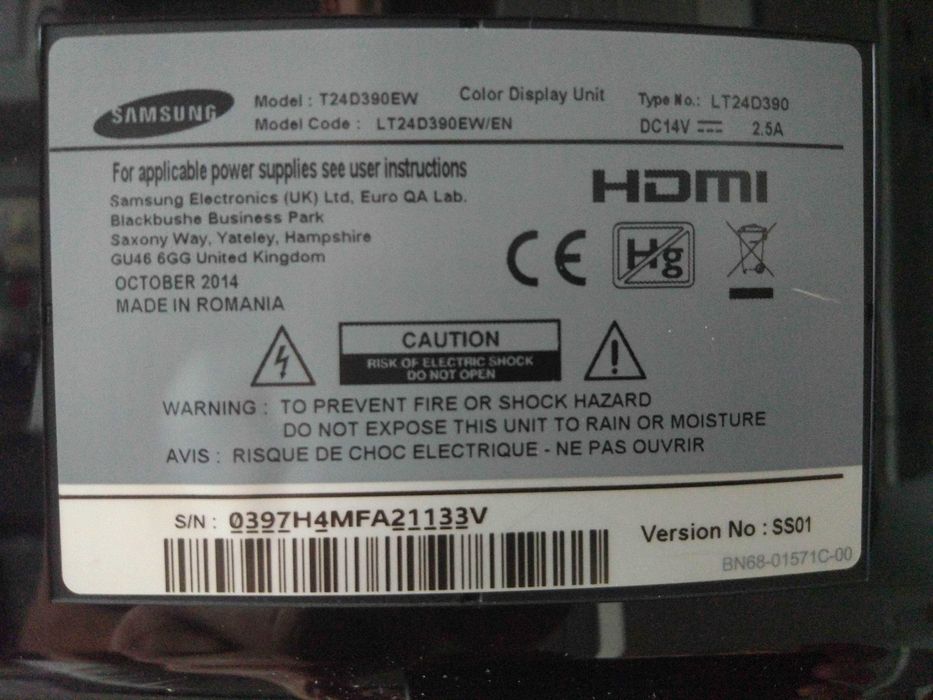 SAMSUNG
Model : T24D390EW Color Display Unit Type No.: LT24D390
Model Code : LT24D390EW/EN DC14V 2.5A
For applicable power supplies see user instructions
Samsung Electronics (UK) Ltd, Euro QA Lab.
Blackbushe Business Park
Saxony Way, Yateley, Hampshire
GU46 6GG United Kingdom
OCTOBER 2014
MADE IN ROMANIA
HDMI
CE Hg
CAUTION
RISK OF ELECTRIC SHOCK
DO NOT OPEN
WARNING : TO PREVENT FIRE OR SHOCK HAZARD
DO NOT EXPOSE THIS UNIT TO RAIN OR MOISTURE
AVIS : RISQUE DE CHOC ELECTRIQUE - NE PAS OUVRIR
S/N : 0397H4MFA21133V
Version No : SS01
BN68-01571C-00